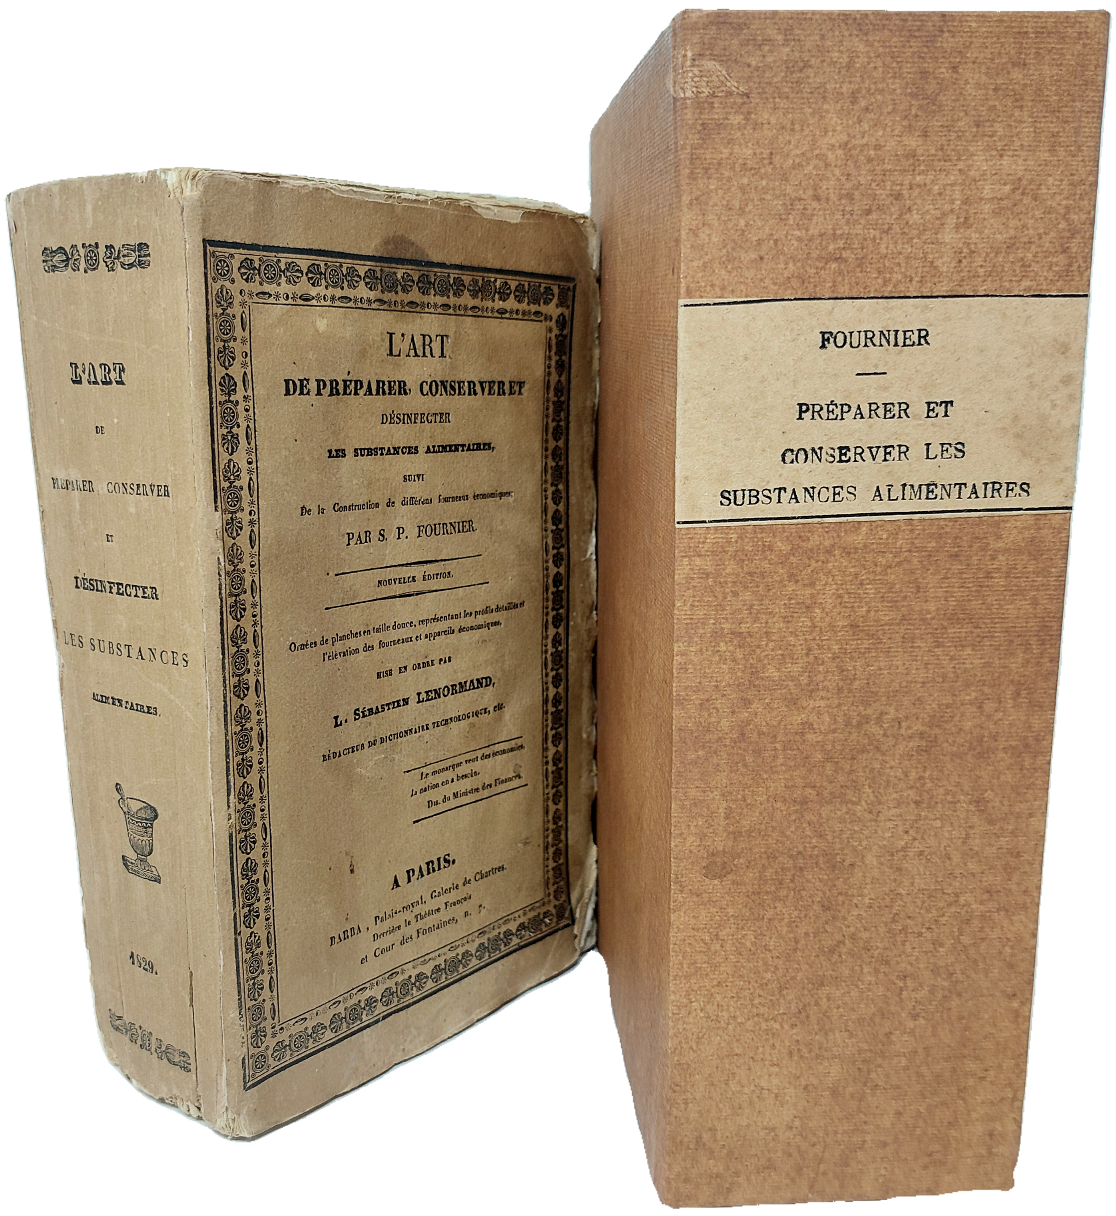 L'ART
DE
PRÉPARER, CONSERVER
ET
DÉSINFECTER
LES SUBSTANCES
ALIMENTAIRES,
1829.
L'ART
DE PRÉPARER, CONSERVER ET
DÉSINFECTER
LES SUBSTANCES ALIMENTAIRES,
SUIVI
De la Construction de différens fourneaux économiques;
PAR S. P. FOURNIER.
NOUVELLE ÉDITION,
Ornées de planches en taille douce, représentant les profils detaillés et
l'élévation des fourneaux et appareils économiques,
MISE EN ORDRE PAR
L. SÉBASTIEN LENORMAND,
RÉDACTEUR DU DICTIONNAIRE TECHNOLOGIQUE, etc.
Le monarque veut des économies,
la nation en a besoin.
Dis. du Ministre des Finances.
A PARIS.
BARBA, Palais-royal, Galerie de Chartres,
Derrière le Théâtre Français
et Cour des Fontaines, n. 7.
FOURNIER
PRÉPARER ET
CONSERVER LES
SUBSTANCES ALIMENTAIRES